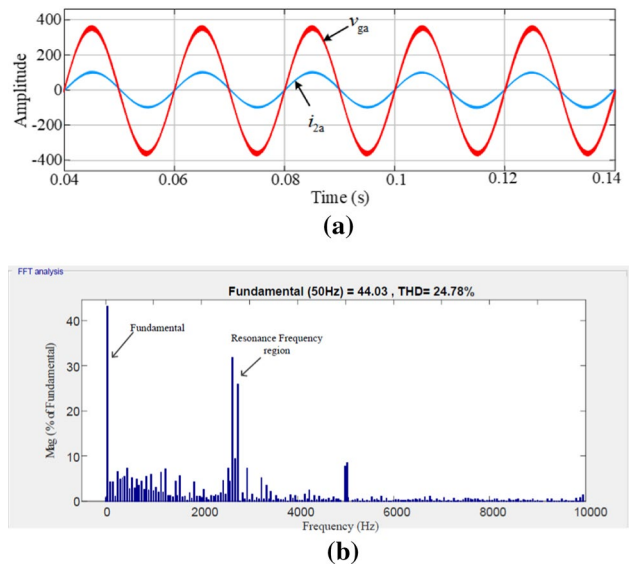 400
200
0
-200
-400
Amplitude
v_ga
i_2a
0.04 0.06 0.08 0.1 0.12 0.14
Time (s)
(a)
FFT analysis
Fundamental (50Hz) = 44.03 , THD= 24.78%
40
30
20
10
0
Mag (% of Fundamental)
Fundamental
Resonance Frequency
region
0 2000 4000 6000 8000 10000
Frequency (Hz)
(b)